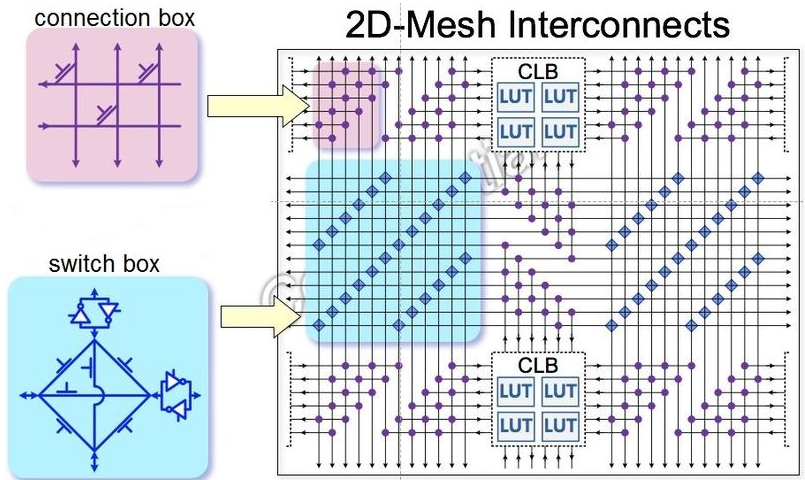 2D-Mesh Interconnects
connection box
CLB
LUT LUT
LUT LUT
switch box
CLB
LUT LUT
LUT LUT